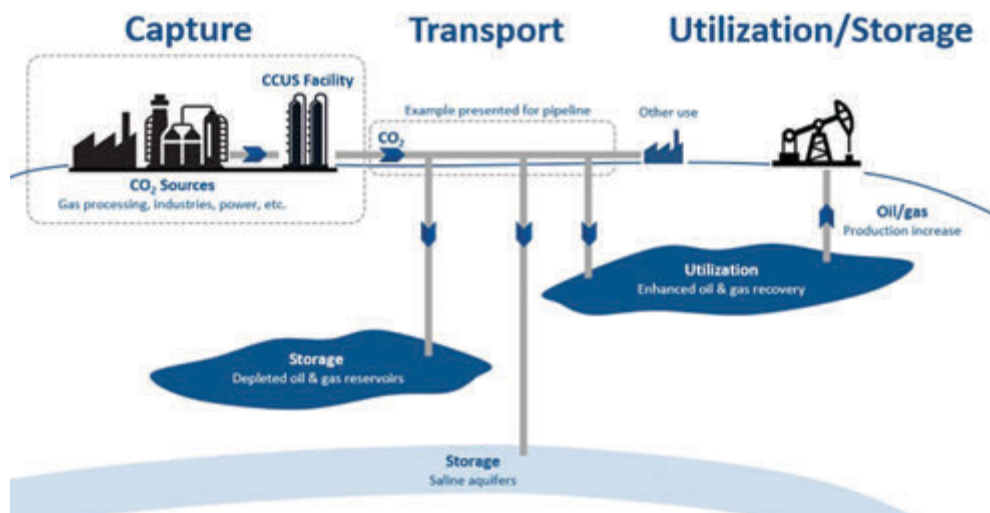 Capture
Transport
Utilization/Storage
CCUS Facility
Example presented for pipeline
CO₂
Other use
CO₂ Sources
Gas processing, industries, power, etc.
Oil/gas
Production increase
Utilization
Enhanced oil & gas recovery
Storage
Depleted oil & gas reservoirs
Storage
Saline aquifers